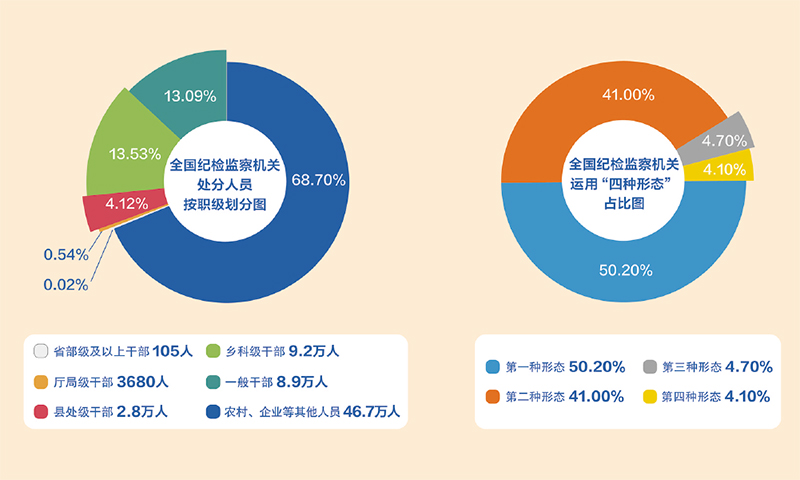 13.09%
13.53%
68.70%
4.12%
0.54%
0.02%
全国纪检监察机关
处分人员
按职级划分图
41.00%
4.70%
4.10%
50.20%
全国纪检监察机关
运用“四种形态”
占比图
省部级及以上干部 105人
乡科级干部 9.2万人
厅局级干部 3680人
一般干部 8.9万人
县处级干部 2.8万人
农村、企业等其他人员 46.7万人
第一种形态 50.20%
第三种形态 4.70%
第二种形态 41.00%
第四种形态 4.10%